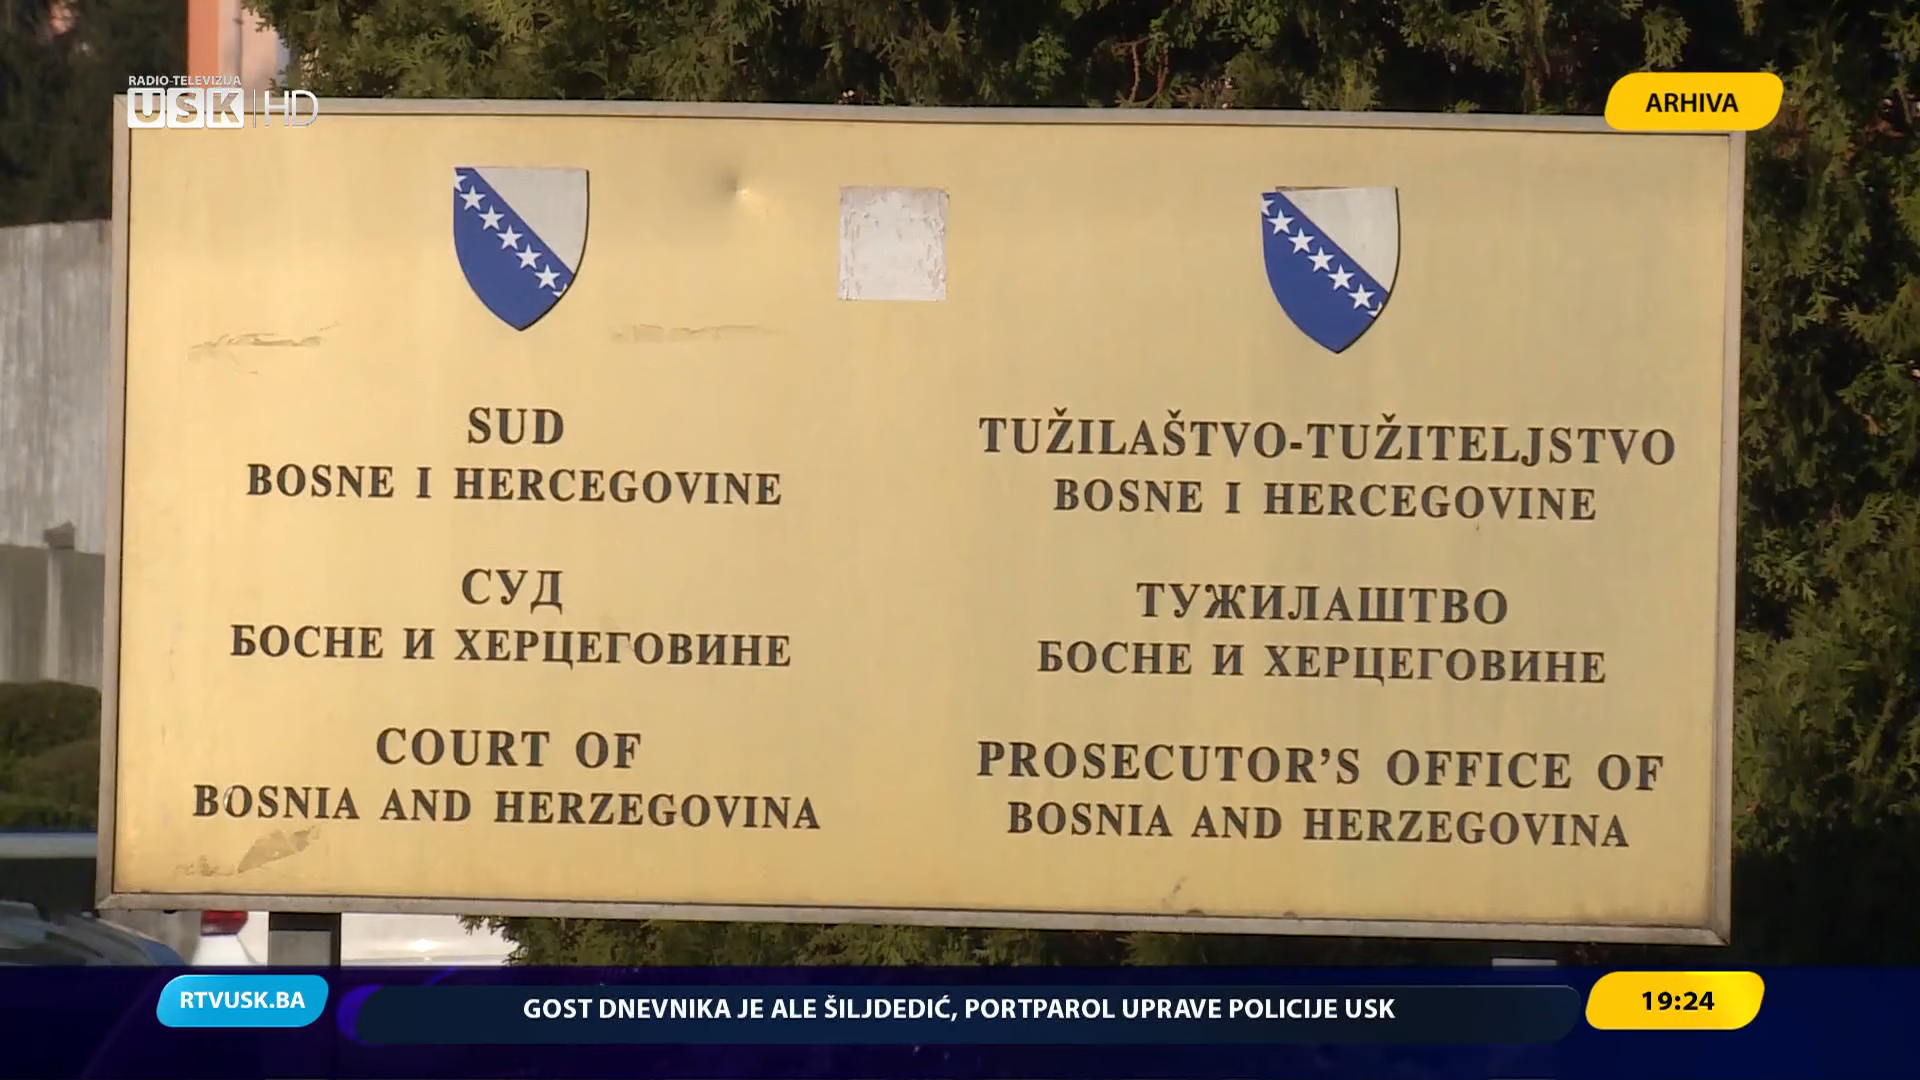 RADIO-TELEVIZIJA
USK HD
ARHIVA
SUD
BOSNE I HERCEGOVINE
СУД
БОСНЕ И ХЕРЦЕГОВИНЕ
COURT OF
BOSNIA AND HERZEGOVINA
TUŽILAŠTVO-TUŽITELJSTVO
BOSNE I HERCEGOVINE
ТУЖИЛАШТВО
БОСНЕ И ХЕРЦЕГОВИНЕ
PROSECUTOR'S OFFICE OF
BOSNIA AND HERZEGOVINA
RTVUSK.BA
GOST DNEVNIKA JE ALE ŠILJDEDIĆ, PORTPAROL UPRAVE POLICIJE USK
19:24